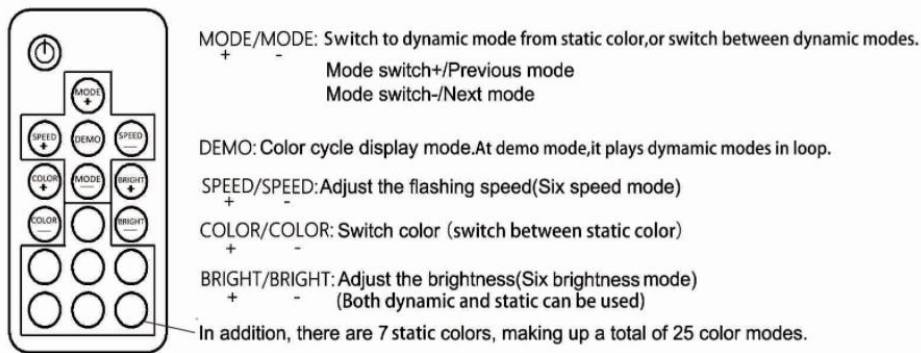 MODE/MODE: Switch to dynamic mode from static color,or switch between dynamic modes.
+ -
Mode switch+/Previous mode
Mode switch-/Next mode
DEMO: Color cycle display mode.At demo mode,it plays dymamic modes in loop.
SPEED/SPEED:Adjust the flashing speed(Six speed mode)
+ -
COLOR/COLOR: Switch color (switch between static color)
+ -
BRIGHT/BRIGHT: Adjust the brightness(Six brightness mode)
+ -
(Both dynamic and static can be used)
In addition, there are 7 static colors, making up a total of 25 color modes.
MODE
+
SPEED
+
DEMO
SPEED
-
COLOR
+
MODE
-
BRIGHT
+
COLOR
-
BRIGHT
-